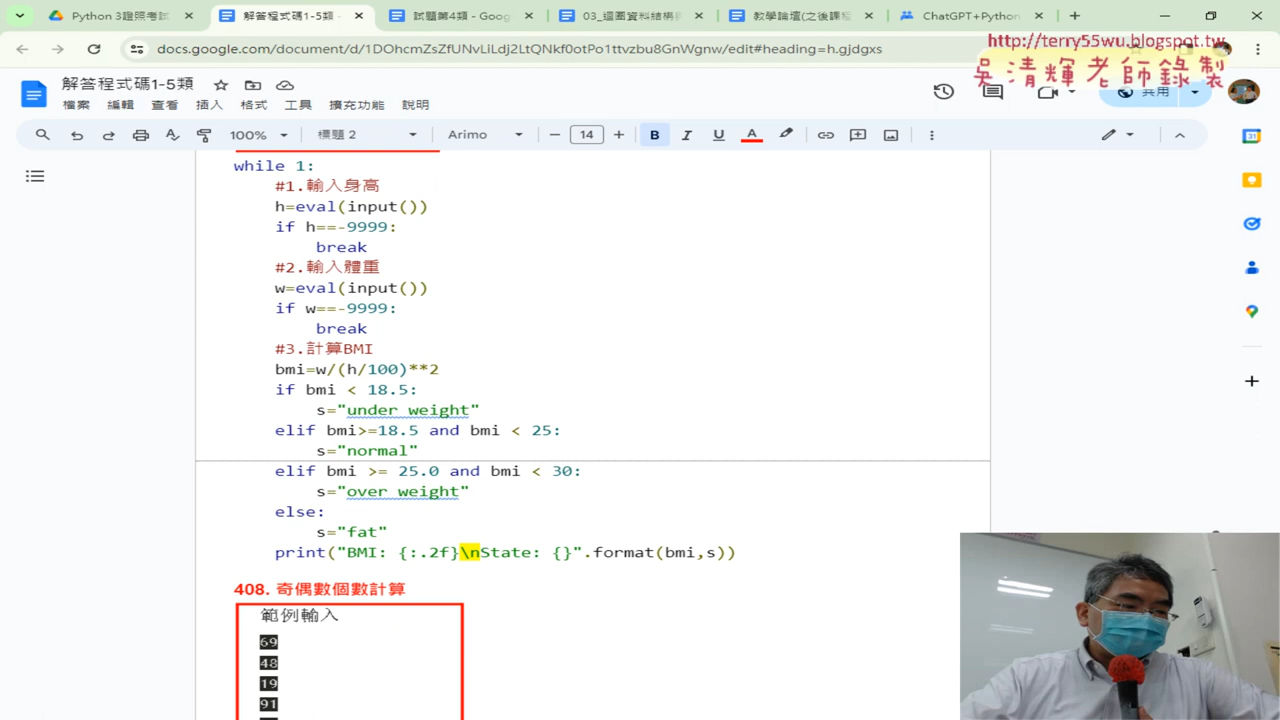 Python 3證照考試
解答程式碼1-5類 -
試題第4類 - Goog
03_迴圈資料結構
教學論壇(之後課程
ChatGPT+Python
docs.google.com/document/d/1DOhcmZsZfUNvLiLdj2LtQNkf0otPo1ttvzbu8GnWgnw/edit#heading=h.gjdgxs
http://terry55wu.blogspot.tw
吳清輝老師錄製
解答程式碼1-5類
檔案 編輯 查看 插入 格式 工具 擴充功能 說明
共用
100% 標題 2 Arimo 14 B I U A
31
while 1:
#1.輸入身高
h=eval(input())
if h==-9999:
break
#2.輸入體重
w=eval(input())
if w==-9999:
break
#3.計算BMI
bmi=w/(h/100)**2
if bmi < 18.5:
s="under weight"
elif bmi>=18.5 and bmi < 25:
s="normal"
elif bmi >= 25.0 and bmi < 30:
s="over weight"
else:
s="fat"
print("BMI: {:.2f}\nState: {}".format(bmi,s))
408. 奇偶數個數計算
範例輸入
69
48
19
91